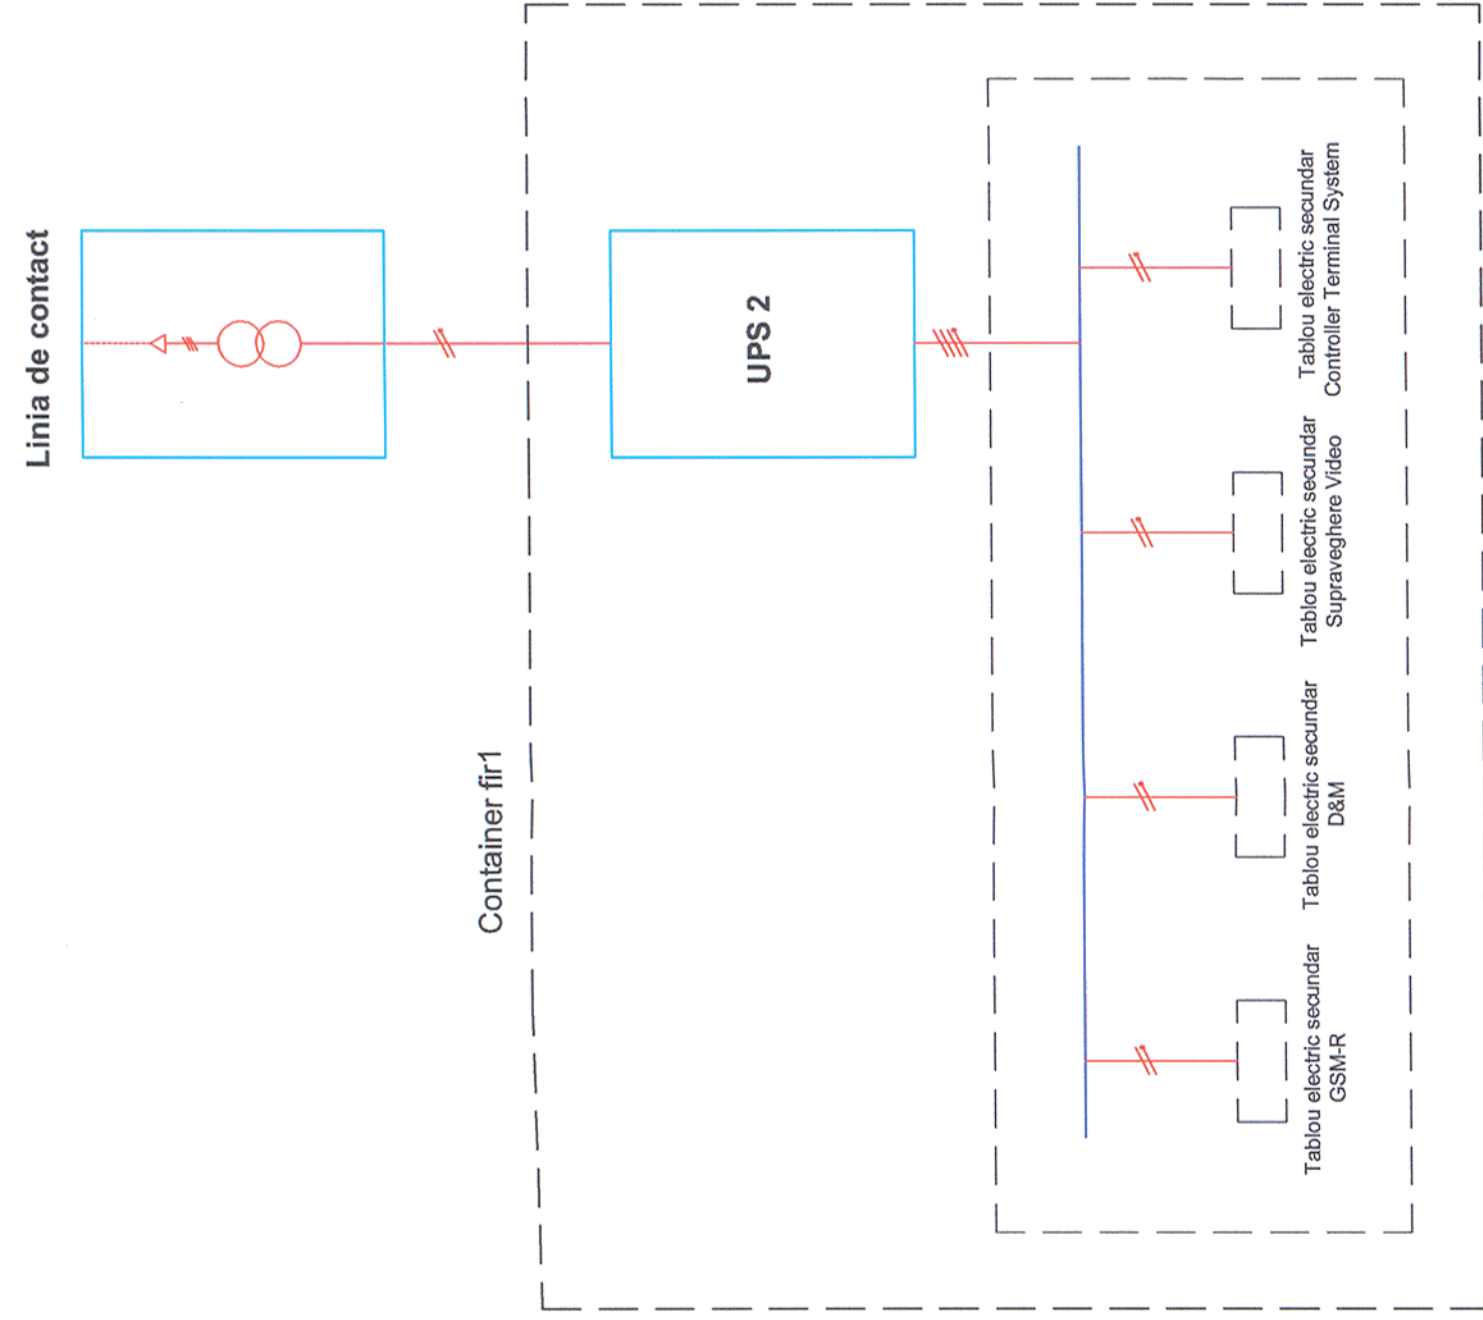 Linia de contact
Container fir1
UPS 2
Tablou electric secundar
GSM-R
Tablou electric secundar
D&M
Tablou electric secundar
Supraveghere Video
Tablou electric secundar
Controller Terminal System